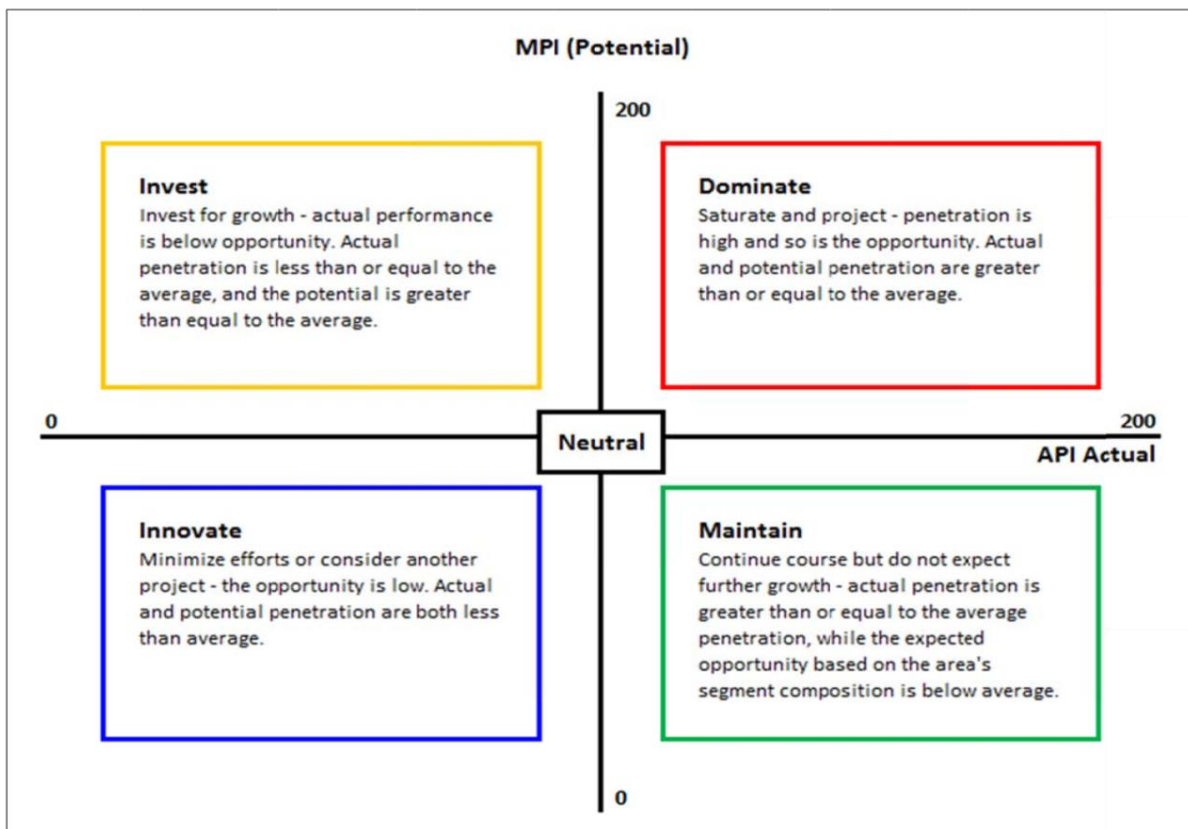 MPI (Potential)
200
Invest
Invest for growth - actual performance
is below opportunity. Actual
penetration is less than or equal to the
average, and the potential is greater
than equal to the average.
Dominate
Saturate and project - penetration is
high and so is the opportunity. Actual
and potential penetration are greater
than or equal to the average.
0
200
Neutral
API Actual
Innovate
Minimize efforts or consider another
project - the opportunity is low. Actual
and potential penetration are both less
than average.
Maintain
Continue course but do not expect
further growth - actual penetration is
greater than or equal to the average
penetration, while the expected
opportunity based on the area's
segment composition is below average.
0